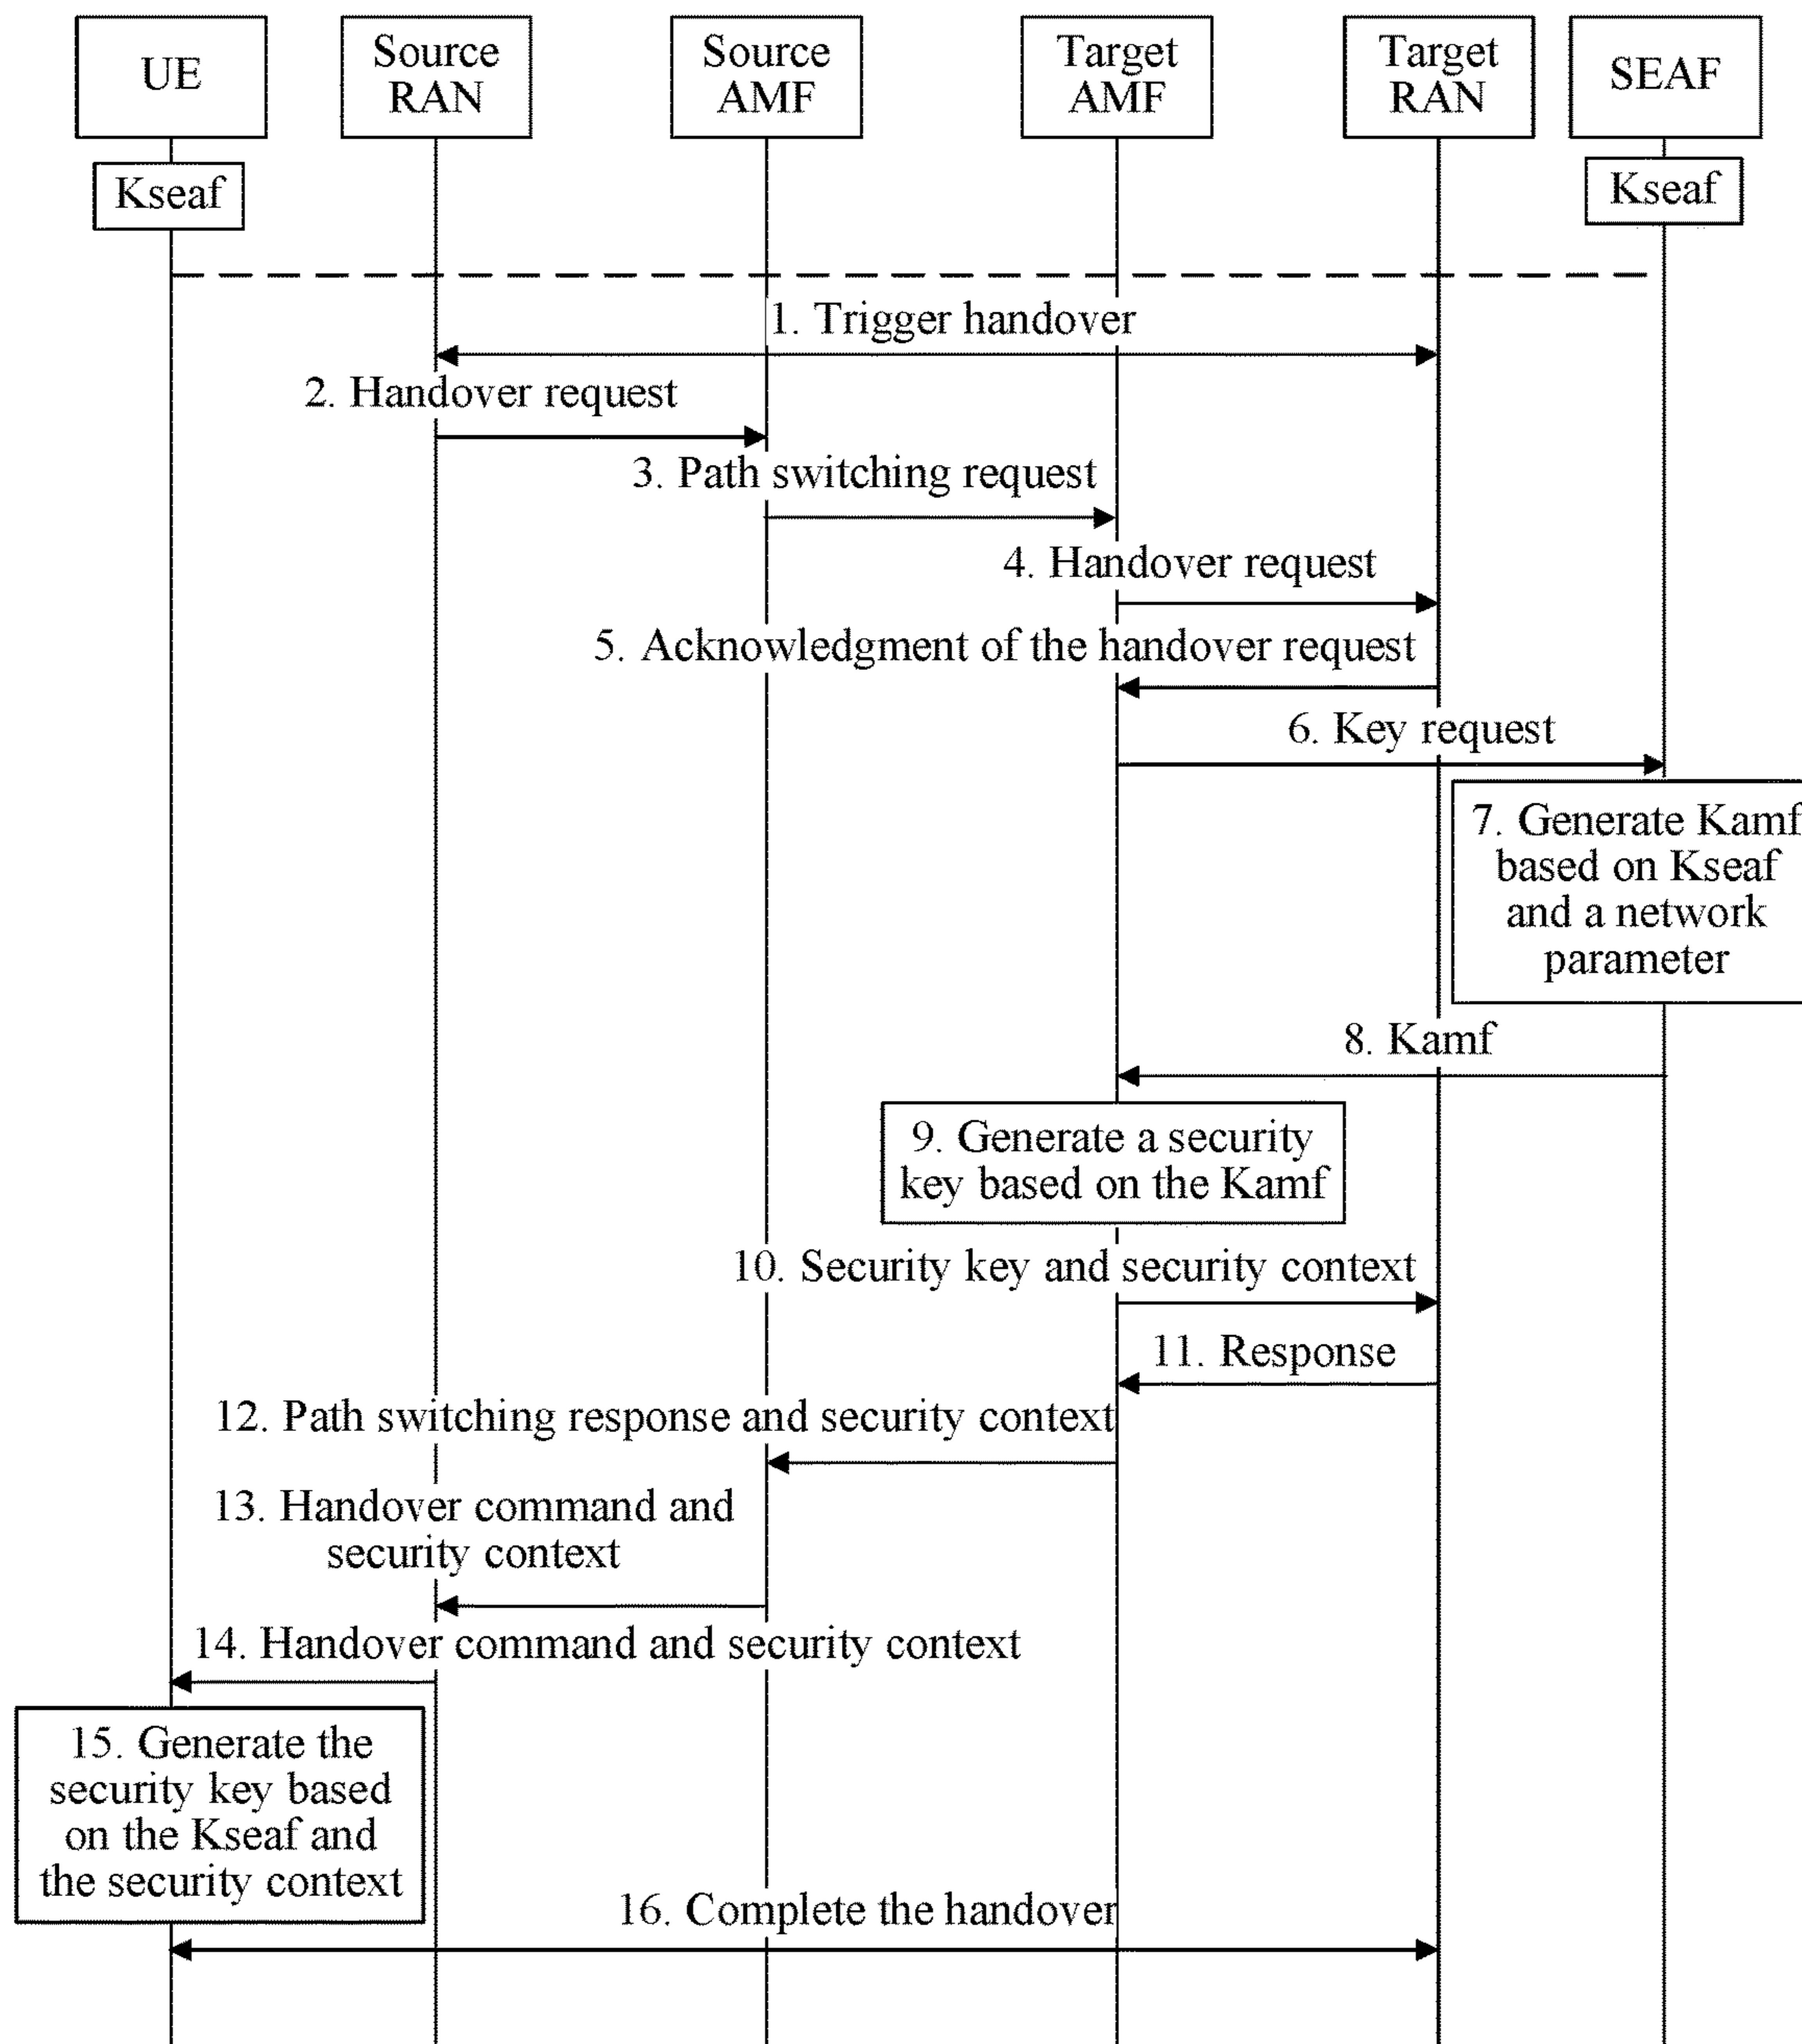 UE
Source
RAN
Source
AMF
Target
AMF
Target
RAN
SEAF
Kseaf
Kseaf
1. Trigger handover
2. Handover request
3. Path switching request
4. Handover request
5. Acknowledgment of the handover request
6. Key request
7. Generate Kamf
based on Kseaf
and a network
parameter
8. Kamf
9. Generate a security
key based on the Kamf
10. Security key and security context
11. Response
12. Path switching response and security context
13. Handover command and
security context
14. Handover command and security context
15. Generate the
security key based
on the Kseaf and
the security context
16. Complete the handover